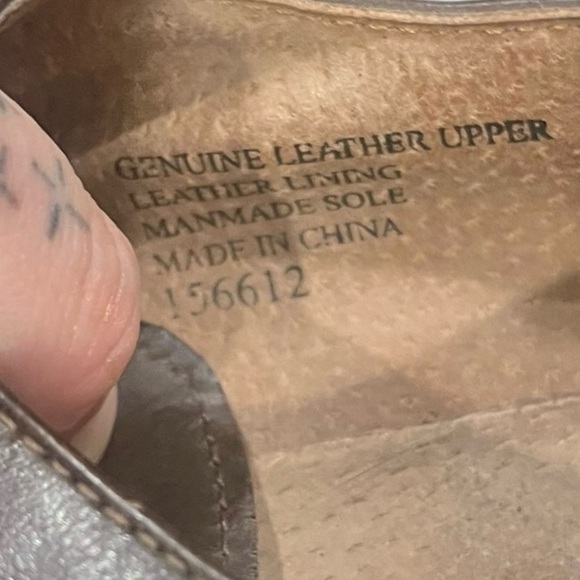 GENUINE LEATHER UPPER
LEATHER LINING
MANMADE SOLE
MADE IN CHINA
156612